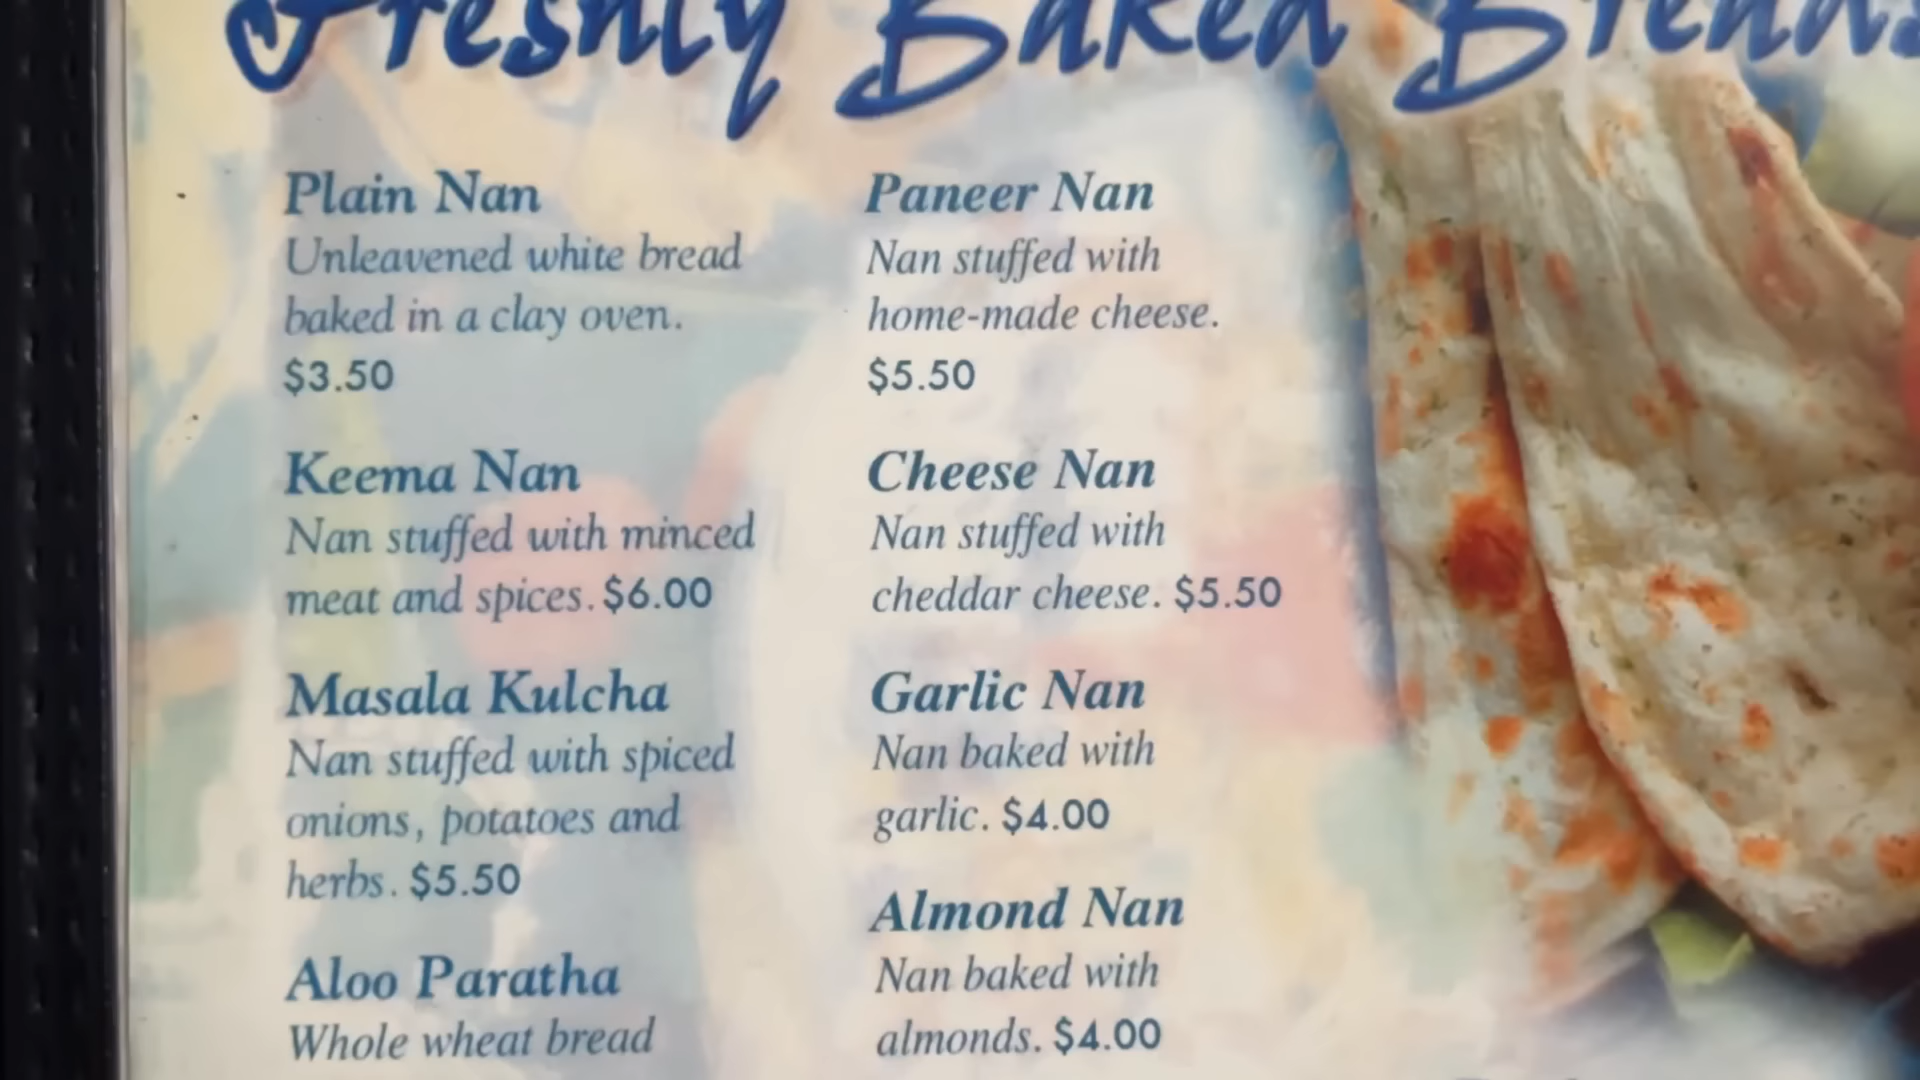 Freshly Baked Breads
Plain Nan
Unleavened white bread
baked in a clay oven.
$3.50
Keema Nan
Nan stuffed with minced
meat and spices. $6.00
Masala Kulcha
Nan stuffed with spiced
onions, potatoes and
herbs. $5.50
Aloo Paratha
Whole wheat bread
Paneer Nan
Nan stuffed with
home-made cheese.
$5.50
Cheese Nan
Nan stuffed with
cheddar cheese. $5.50
Garlic Nan
Nan baked with
garlic. $4.00
Almond Nan
Nan baked with
almonds. $4.00